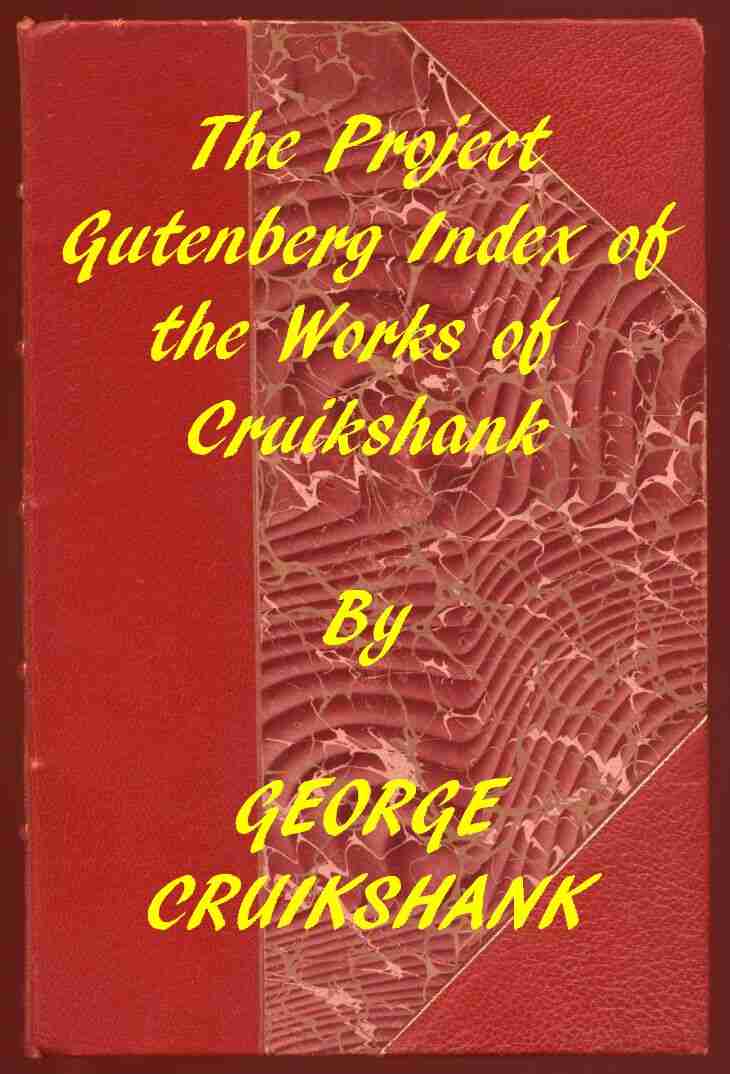 The Project
Gutenberg Index of
the Works of
Cruikshank
By
GEORGE
CRUIKSHANK